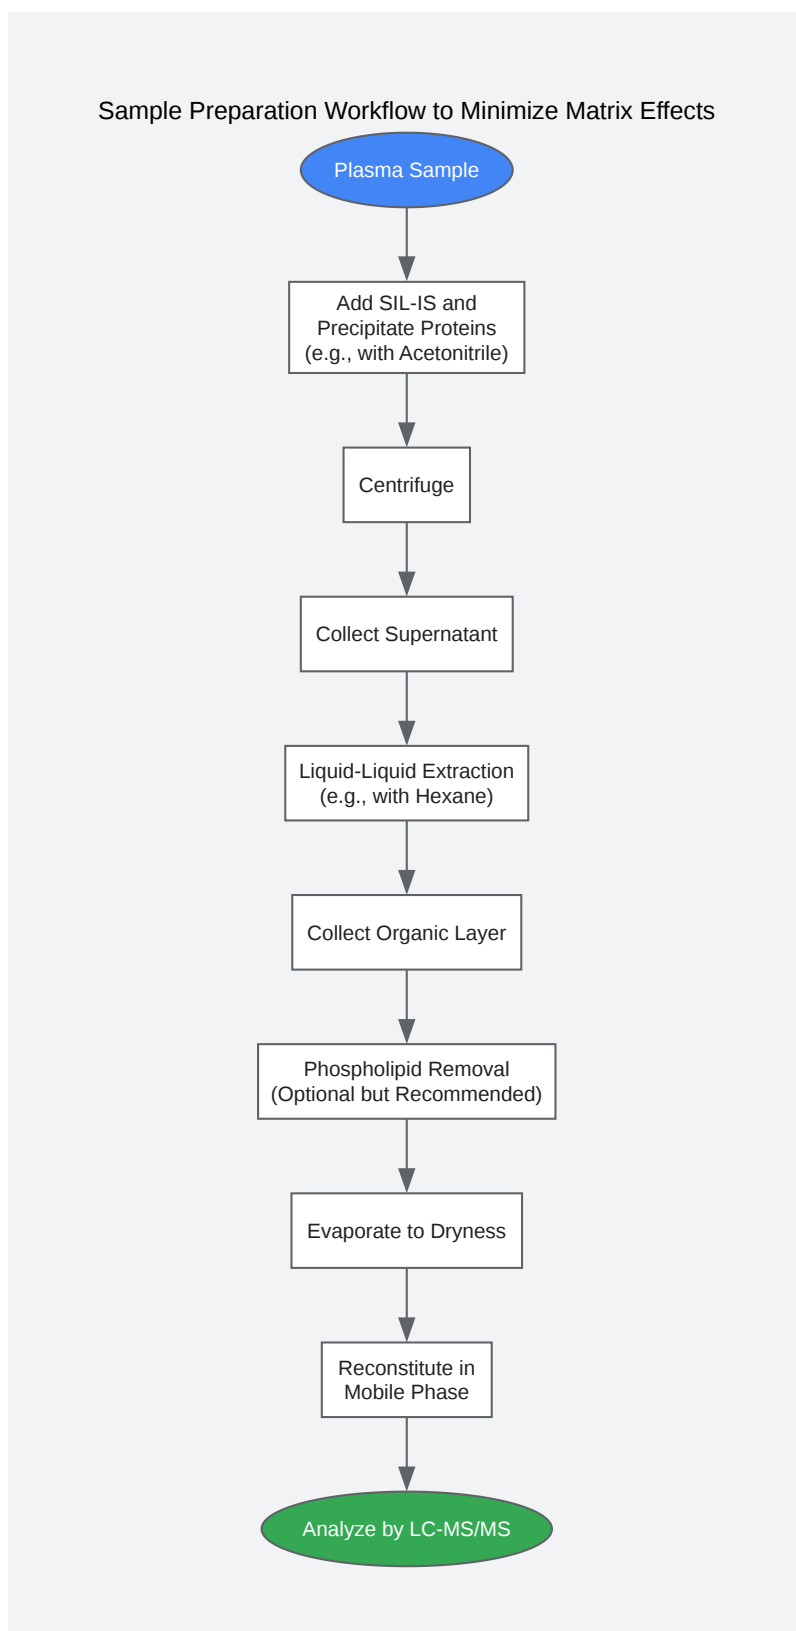 Sample Preparation Workflow to Minimize Matrix Effects
Plasma Sample
Add SIL-IS and
Precipitate Proteins
(e.g., with Acetonitrile)
Centrifuge
Collect Supernatant
Liquid-Liquid Extraction
(e.g., with Hexane)
Collect Organic Layer
Phospholipid Removal
(Optional but Recommended)
Evaporate to Dryness
Reconstitute in
Mobile Phase
Analyze by LC-MS/MS